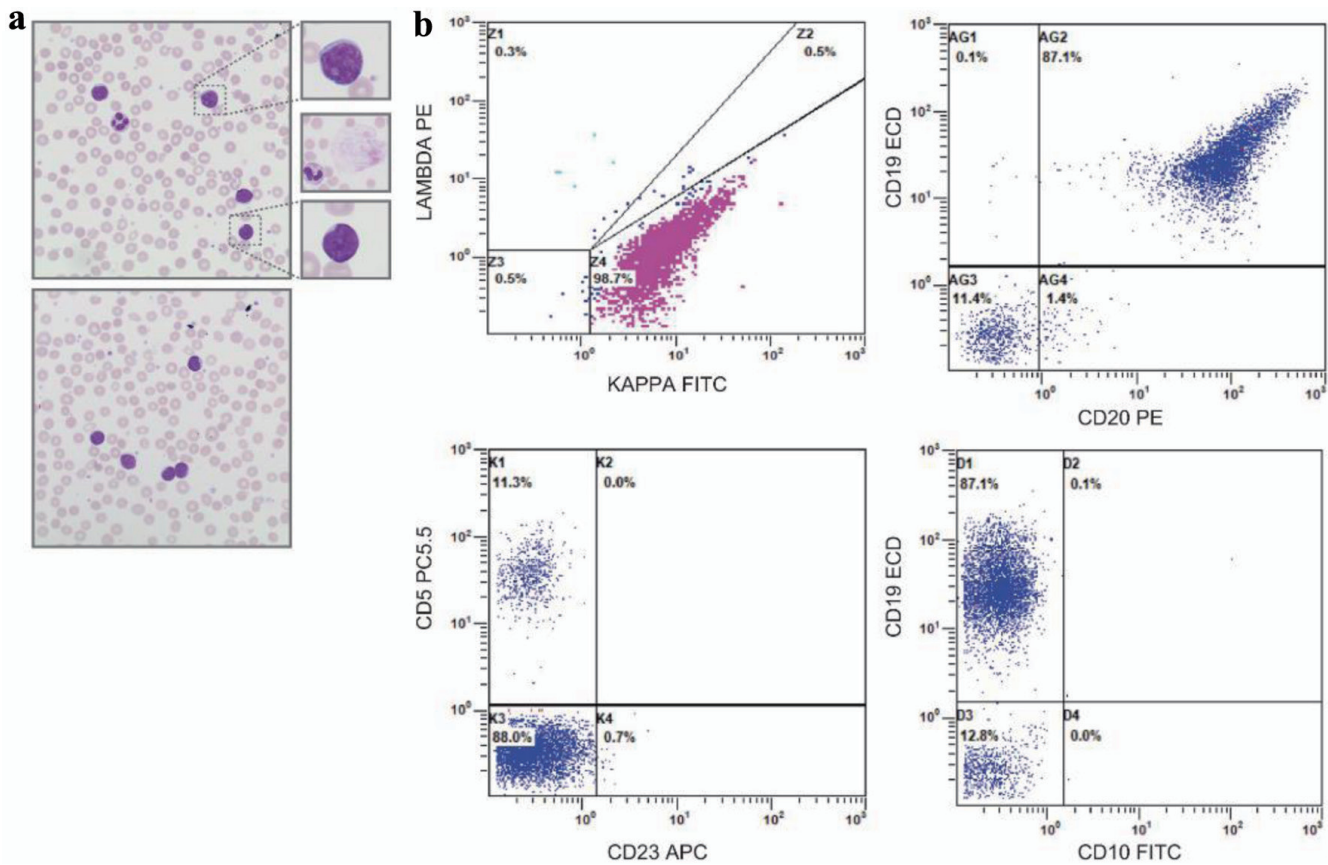 a
b
10³
Z1
0.3%
Z2
0.5%
10²
10¹
10⁰
Z3
0.5%
Z4
98.7%
LAMBDA PE
10⁰
10¹
10²
10³
KAPPA FITC
10³
AG1
0.1%
AG2
87.1%
10²
10¹
10⁰
AG3
11.4%
AG4
1.4%
CD19 ECD
10⁰
10¹
10²
10³
CD20 PE
10³
K1
11.3%
K2
0.0%
10²
10¹
10⁰
K3
88.0%
K4
0.7%
CD5 PC5.5
10⁰
10¹
10²
10³
CD23 APC
10³
D1
87.1%
D2
0.1%
10²
10¹
10⁰
D3
12.8%
D4
0.0%
CD19 ECD
10⁰
10¹
10²
10³
CD10 FITC